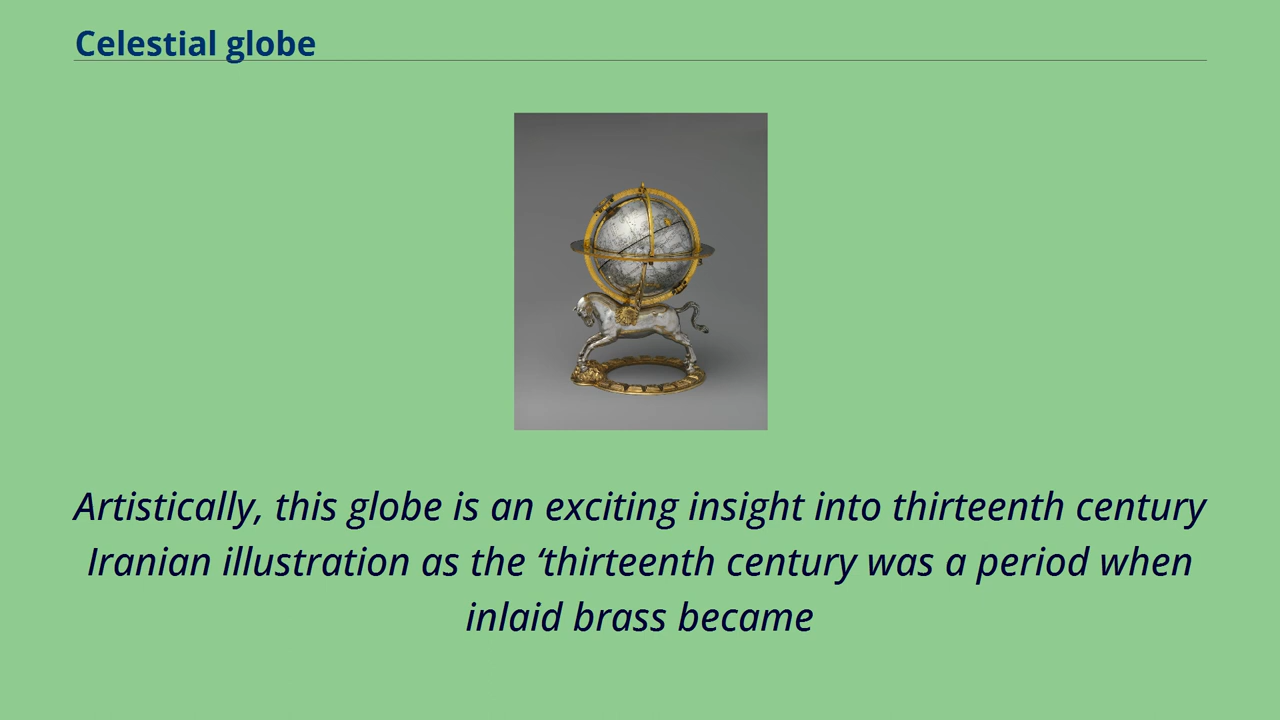 Celestial globe
Artistically, this globe is an exciting insight into thirteenth century
Iranian illustration as the ‘thirteenth century was a period when
inlaid brass became